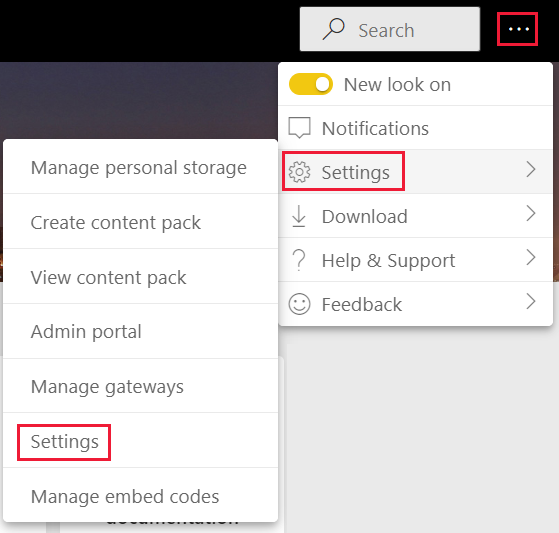 Search
...
New look on
Notifications
Settings
Download
Help & Support
Feedback
Manage personal storage
Create content pack
View content pack
Admin portal
Manage gateways
Settings
Manage embed codes
documentation